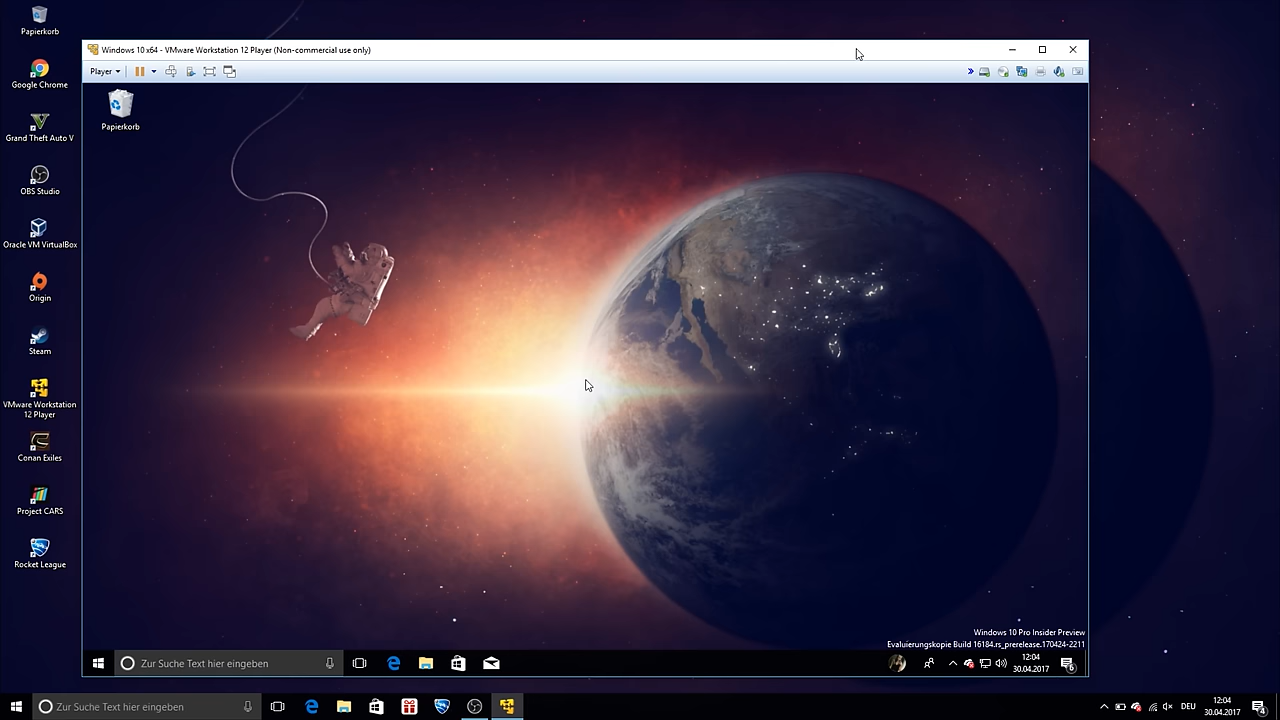 Papierkorb
Google Chrome
Grand Theft Auto V
OBS Studio
Oracle VM VirtualBox
Origin
Steam
VMware Workstation
12 Player
Conan Exiles
Project CARS
Rocket League
Windows 10 x64 - VMware Workstation 12 Player (Non-commercial use only)
Player
Papierkorb
Windows 10 Pro Insider Preview
Evaluierungskopie Build 16184.rs_prerelease.170424-2211
Zur Suche Text hier eingeben
12:04
30.04.2017
6
Zur Suche Text hier eingeben
DEU
12:04
30.04.2017